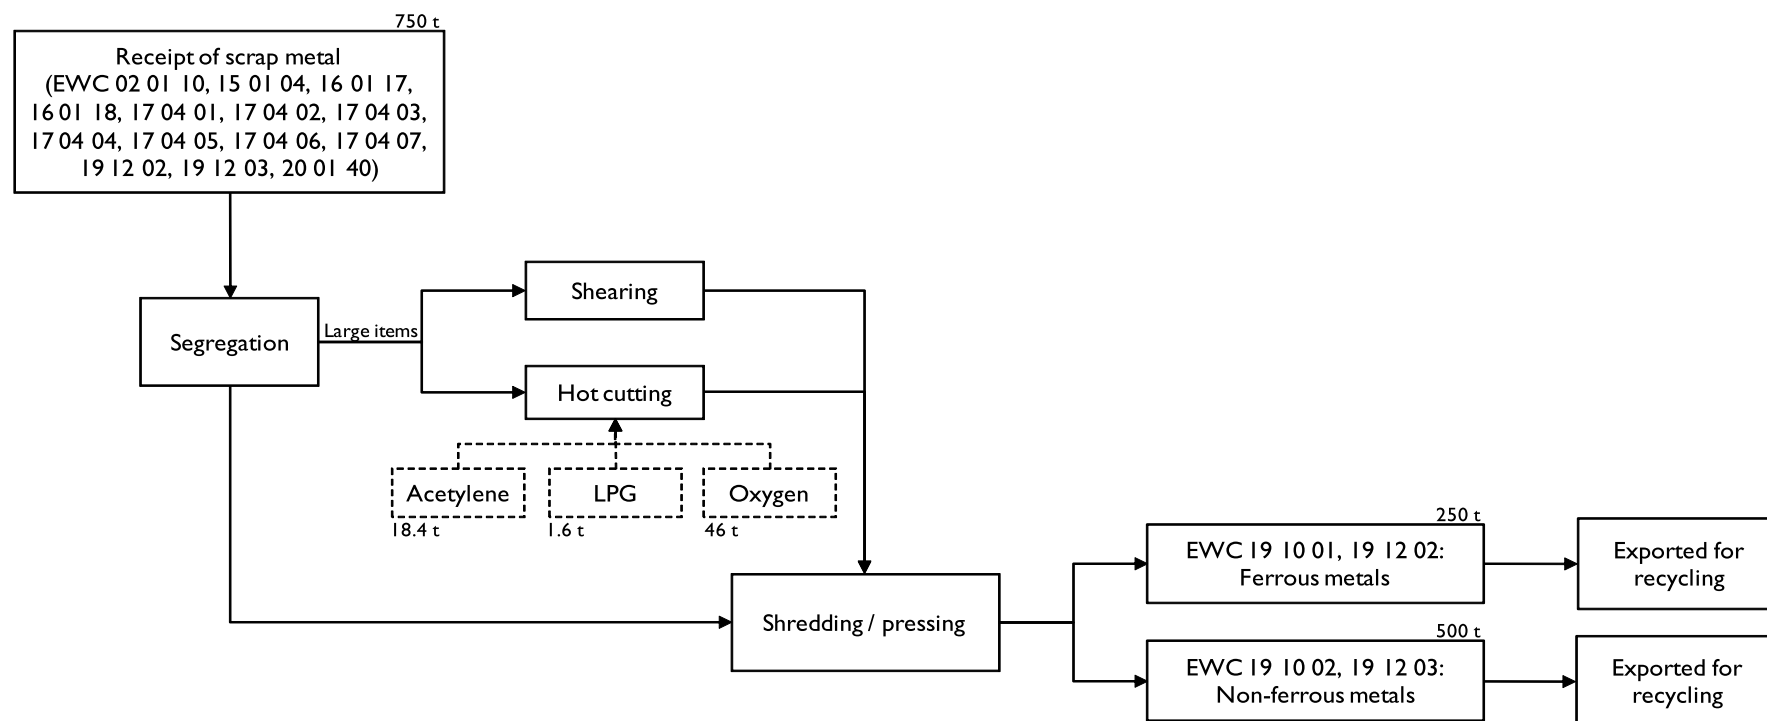 750 t
Receipt of scrap metal
(EWC 02 01 10, 15 01 04, 16 01 17,
16 01 18, 17 04 01, 17 04 02, 17 04 03,
17 04 04, 17 04 05, 17 04 06, 17 04 07,
19 12 02, 19 12 03, 20 01 40)
Segregation
Large items
Shearing
Hot cutting
Acetylene
18.4 t
LPG
1.6 t
Oxygen
46 t
Shredding / pressing
250 t
EWC 19 10 01, 19 12 02:
Ferrous metals
Exported for
recycling
500 t
EWC 19 10 02, 19 12 03:
Non-ferrous metals
Exported for
recycling